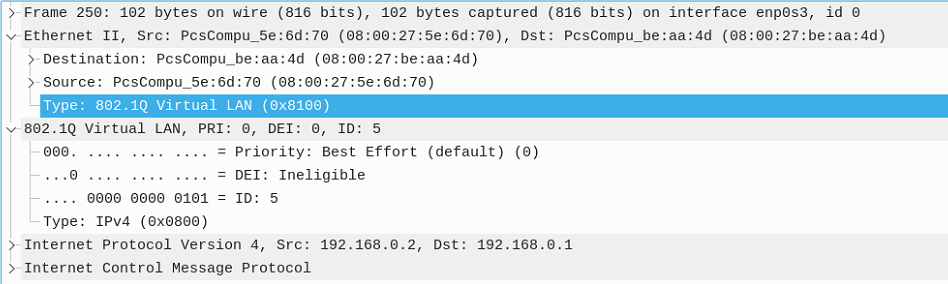 Frame 250: 102 bytes on wire (816 bits), 102 bytes captured (816 bits) on interface enp0s3, id 0
Ethernet II, Src: PcsCompu_5e:6d:70 (08:00:27:5e:6d:70), Dst: PcsCompu_be:aa:4d (08:00:27:be:aa:4d)
Destination: PcsCompu_be:aa:4d (08:00:27:be:aa:4d)
Source: PcsCompu_5e:6d:70 (08:00:27:5e:6d:70)
Type: 802.1Q Virtual LAN (0x8100)
802.1Q Virtual LAN, PRI: 0, DEI: 0, ID: 5
000. .... .... .... = Priority: Best Effort (default) (0)
...0 .... .... .... = DEI: Ineligible
.... 0000 0000 0101 = ID: 5
Type: IPv4 (0x0800)
Internet Protocol Version 4, Src: 192.168.0.2, Dst: 192.168.0.1
Internet Control Message Protocol